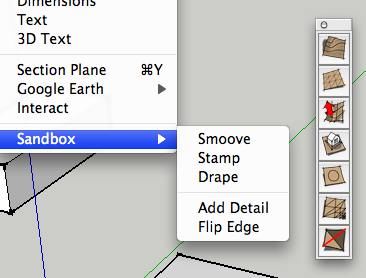 Dimensions
Text
3D Text
Section Plane ⌘Y
Google Earth
Interact
Sandbox
Smoove
Stamp
Drape
Add Detail
Flip Edge